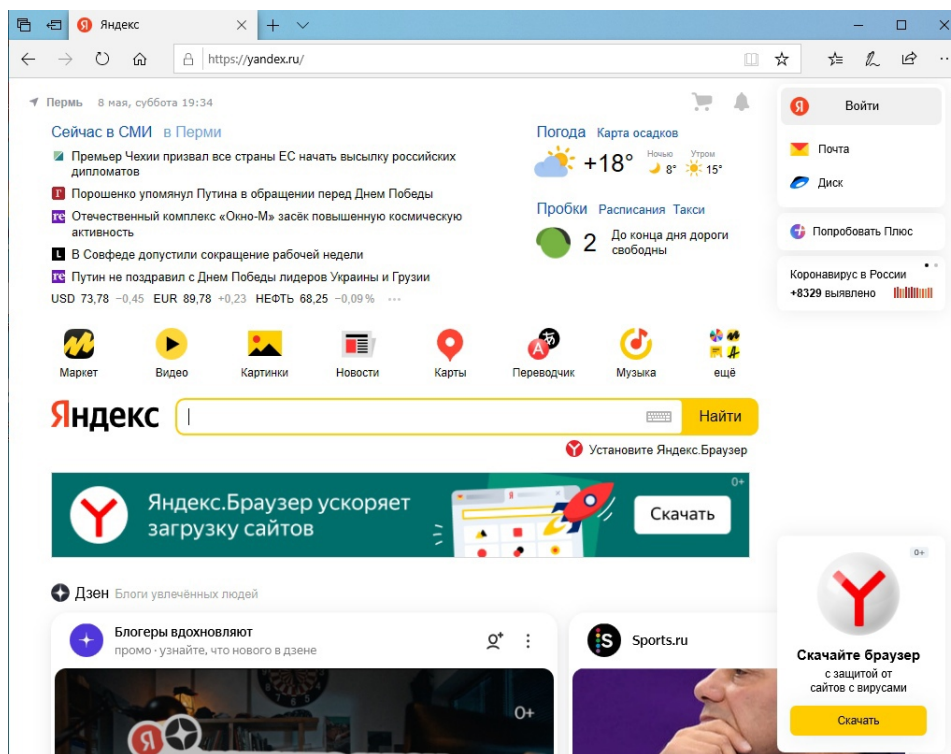 Яндекс
https://yandex.ru/
Пермь 8 мая, суббота 19:34
Сейчас в СМИ в Перми
Премьер Чехии призвал все страны ЕС начать высылку российских
дипломатов
Порошенко упомянул Путина в обращении перед Днем Победы
Отечественный комплекс «Окно-М» засёк повышенную космическую
активность
В Совфеде допустили сокращение рабочей недели
Путин не поздравил с Днем Победы лидеров Украины и Грузии
USD 73,78 −0,45 EUR 89,78 +0,23 НЕФТЬ 68,25 −0,09 % ···
Погода Карта осадков
+18° Ночью 8° Утром 15°
Пробки Расписания Такси
2 До конца дня дороги
свободны
Войти
Почта
Диск
Попробовать Плюс
Коронавирус в России
+8329 выявлено
Маркет Видео Картинки Новости Карты Переводчик Музыка ещё
Яндекс Найти
Установите Яндекс.Браузер
Яндекс.Браузер ускоряет
загрузку сайтов
Скачать
0+
Дзен Блоги увлечённых людей
Блогеры вдохновляют
промо · узнайте, что нового в дзене
0+
Sports.ru
0+
Скачайте браузер
с защитой от
сайтов с вирусами
Скачать